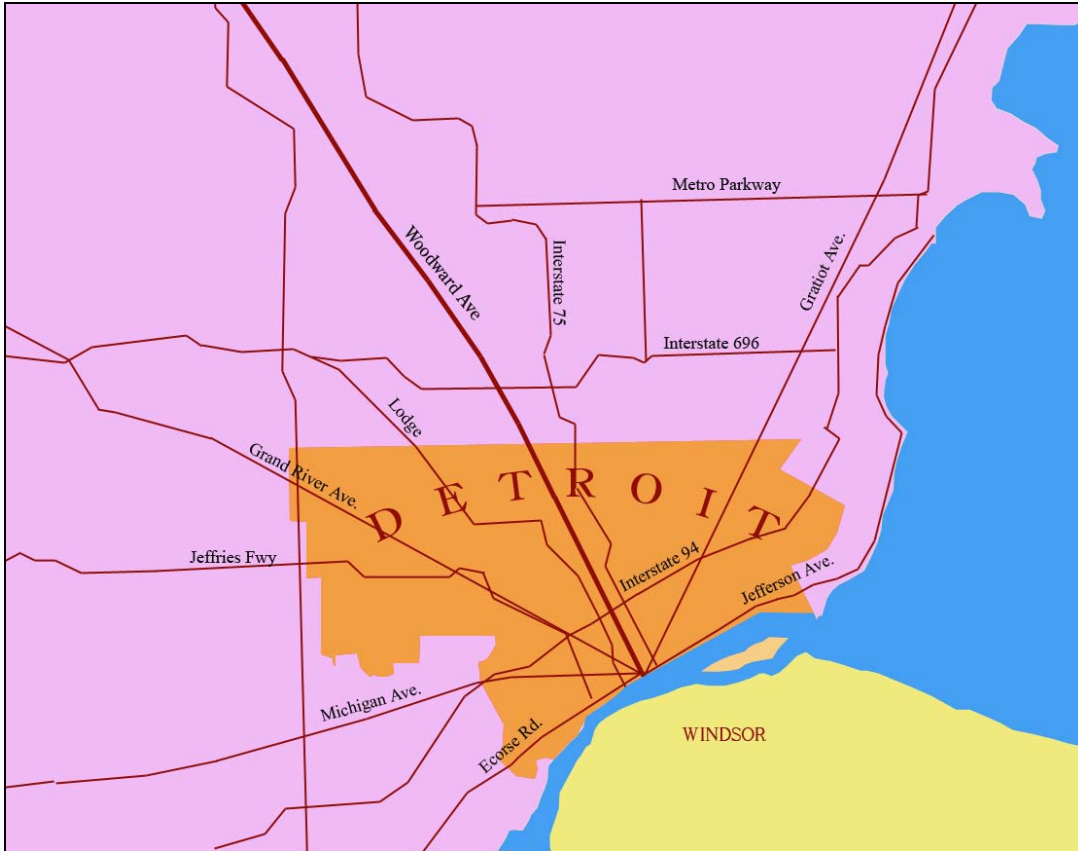 Metro Parkway
Woodward Ave
Interstate 75
Gratiot Ave.
Interstate 696
Lodge
Grand River Ave.
DETROIT
Jeffries Fwy
Interstate 94
Jefferson Ave.
Michigan Ave.
Ecorse Rd.
WINDSOR